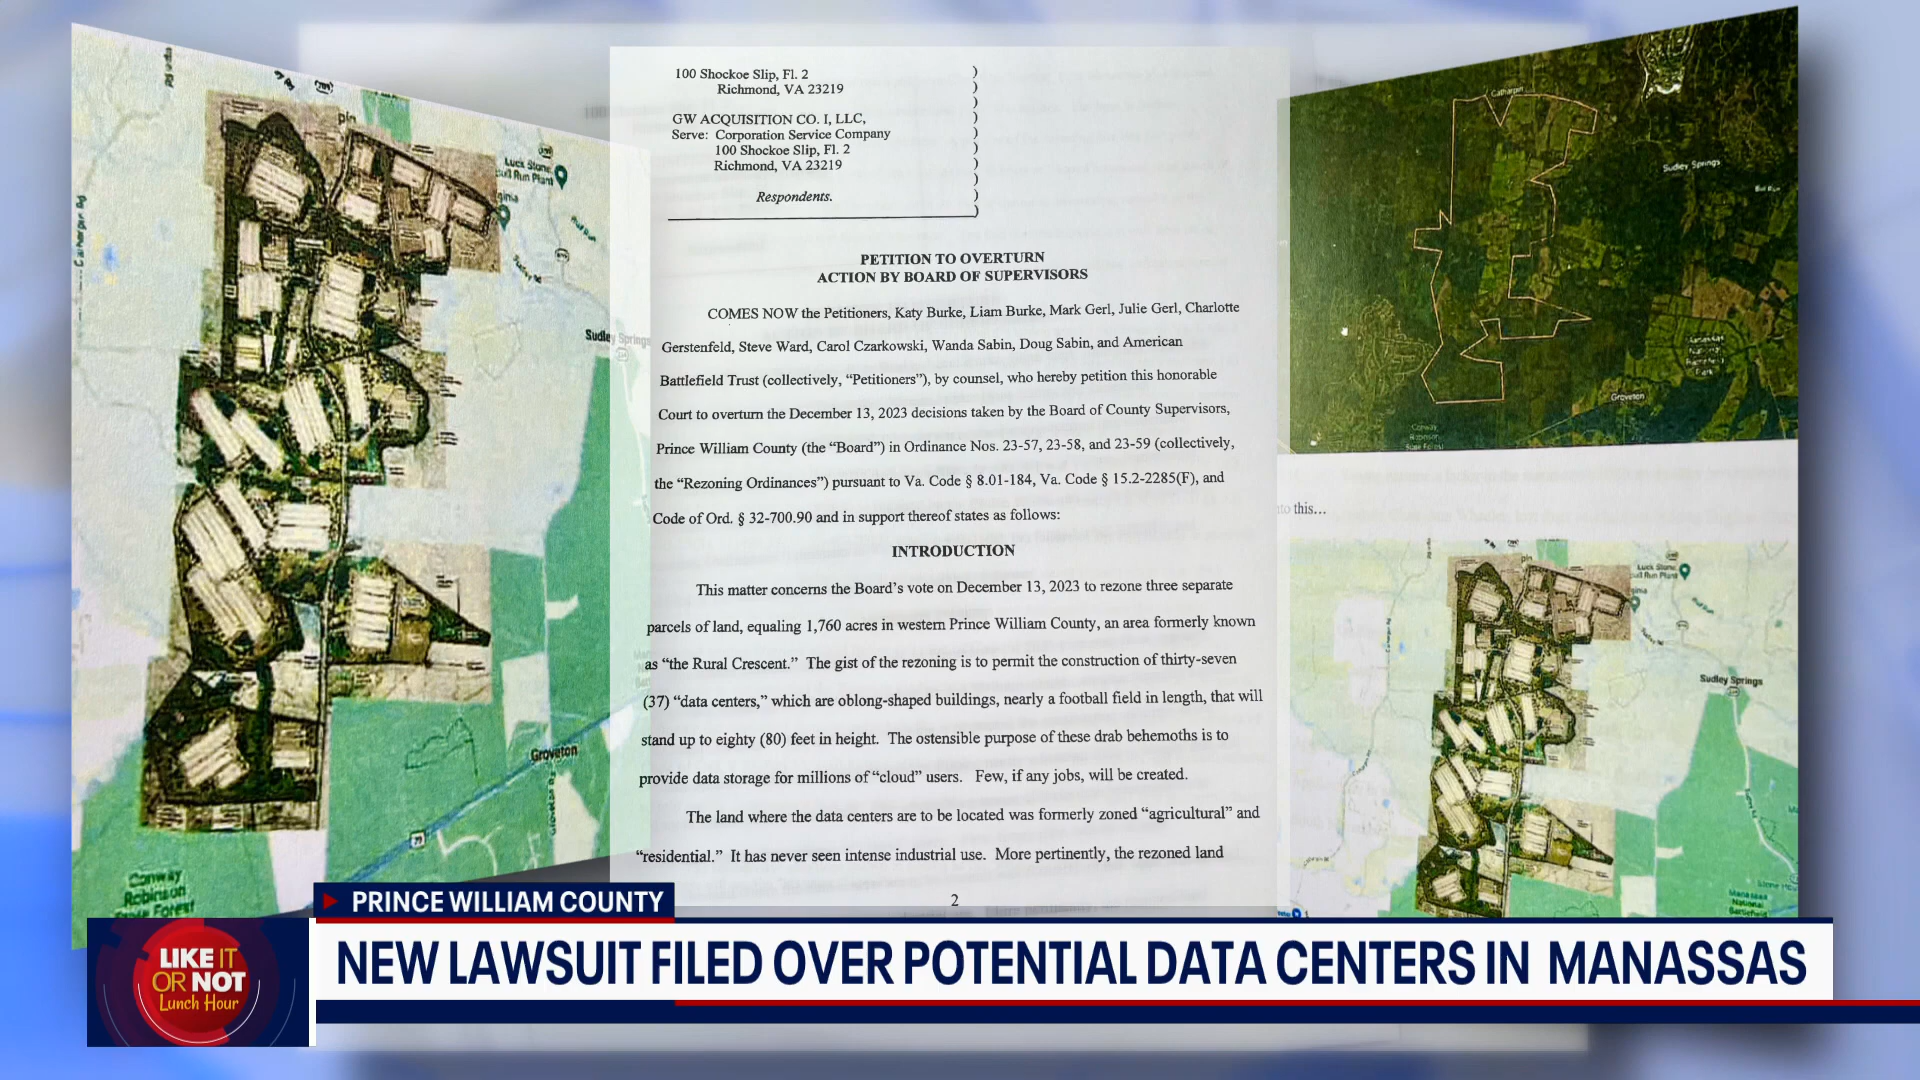 100 Shockoe Slip, Fl. 2
Richmond, VA 23219
GW ACQUISITION CO. I, LLC,
Serve: Corporation Service Company
100 Shockoe Slip, Fl. 2
Richmond, VA 23219
Respondents.
PETITION TO OVERTURN
ACTION BY BOARD OF SUPERVISORS
COMES NOW the Petitioners, Katy Burke, Liam Burke, Mark Gerl, Julie Gerl, Charlotte
Gerstenfeld, Steve Ward, Carol Czarkowski, Wanda Sabin, Doug Sabin, and American
Battlefield Trust (collectively, “Petitioners”), by counsel, who hereby petition this honorable
Court to overturn the December 13, 2023 decisions taken by the Board of County Supervisors,
Prince William County (the “Board”) in Ordinance Nos. 23-57, 23-58, and 23-59 (collectively,
the “Rezoning Ordinances”) pursuant to Va. Code § 8.01-184, Va. Code § 15.2-2285(F), and
Code of Ord. § 32-700.90 and in support thereof states as follows:
INTRODUCTION
This matter concerns the Board’s vote on December 13, 2023 to rezone three separate
parcels of land, equaling 1,760 acres in western Prince William County, an area formerly known
as “the Rural Crescent.” The gist of the rezoning is to permit the construction of thirty-seven
(37) “data centers,” which are oblong-shaped buildings, nearly a football field in length, that will
stand up to eighty (80) feet in height. The ostensible purpose of these drab behemoths is to
provide data storage for millions of “cloud” users. Few, if any jobs, will be created.
The land where the data centers are to be located was formerly zoned “agricultural” and
“residential.” It has never seen intense industrial use. More pertinently, the rezoned land
2
Luck Stone
Bull Run Plant
Sudley Springs
Groveton
Conway
Robinson
State Forest
Catharpin
Sudley Springs
Bull Run
Groveton
Conway
Robinson
State Forest
to this...
Luck Stone
Bull Run Plant
Sudley Springs
Manassas
National
Battlefield
PRINCE WILLIAM COUNTY
NEW LAWSUIT FILED OVER POTENTIAL DATA CENTERS IN MANASSAS
LIKE IT
OR NOT
Lunch Hour